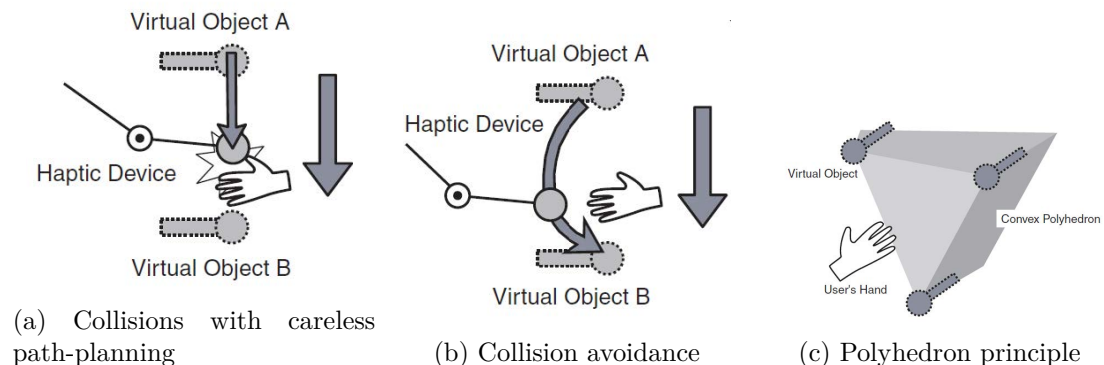 Virtual Object A
Haptic Device
Virtual Object B
(a) Collisions with careless
path-planning
Virtual Object A
Haptic Device
Virtual Object B
(b) Collision avoidance
Virtual Object
Convex Polyhedron
User's Hand
(c) Polyhedron principle